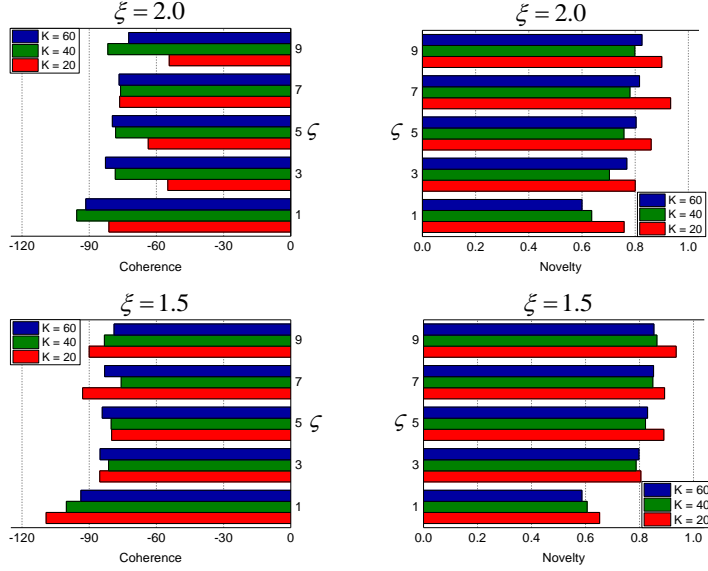 ξ = 2.0
K = 60
K = 40
K = 20
9
7
5
3
1
ς
-120 -90 -60 -30 0
Coherence
ξ = 2.0
9
7
5
3
1
ς
K = 60
K = 40
K = 20
0.0 0.2 0.4 0.6 0.8 1.0
Novelty
ξ = 1.5
K = 60
K = 40
K = 20
9
7
5
3
1
ς
-120 -90 -60 -30 0
Coherence
ξ = 1.5
9
7
5
3
1
ς
K = 60
K = 40
K = 20
0.0 0.2 0.4 0.6 0.8 1.0
Novelty